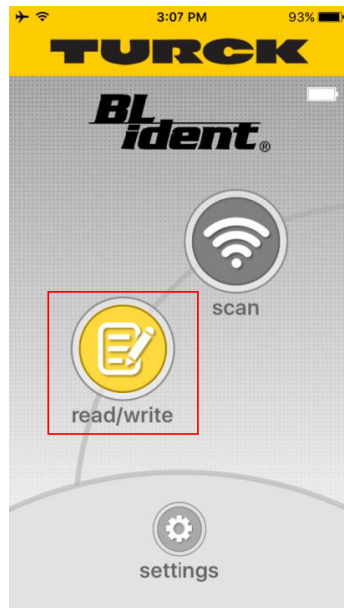 3:07 PM 93%
TURCK
BL
ident®
scan
read/write
settings